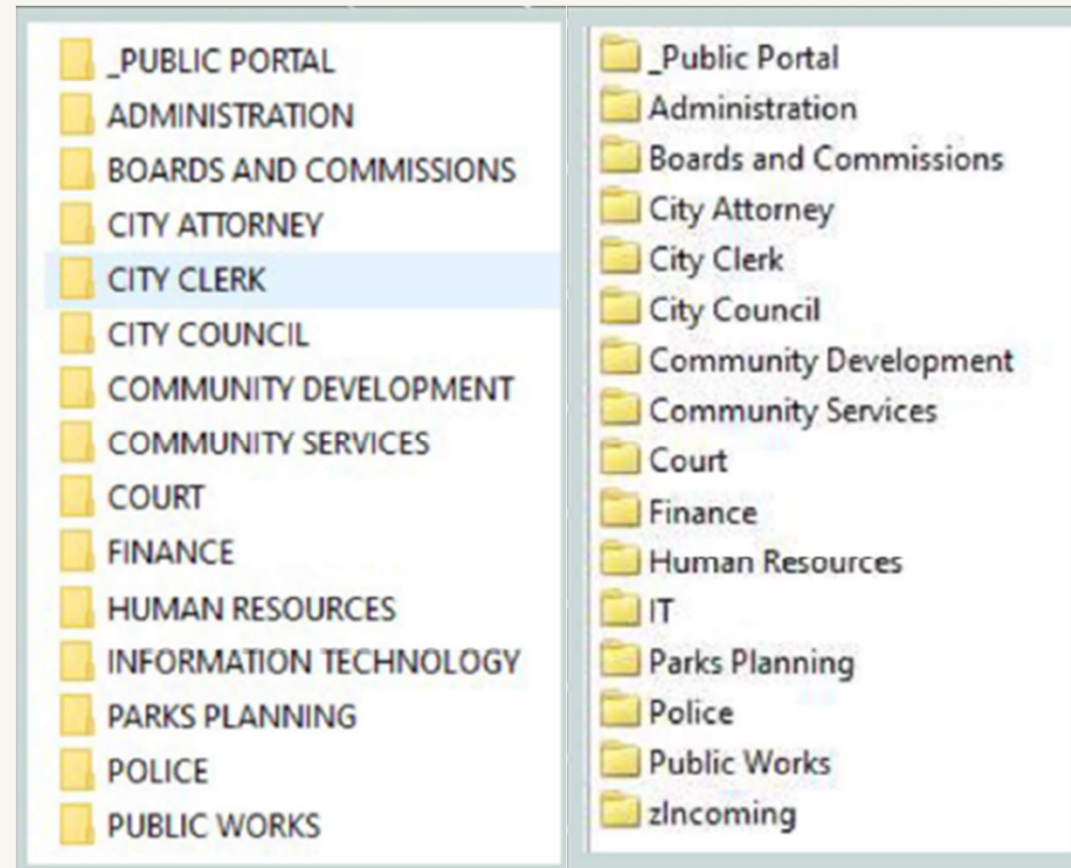 _PUBLIC PORTAL
ADMINISTRATION
BOARDS AND COMMISSIONS
CITY ATTORNEY
CITY CLERK
CITY COUNCIL
COMMUNITY DEVELOPMENT
COMMUNITY SERVICES
COURT
FINANCE
HUMAN RESOURCES
INFORMATION TECHNOLOGY
PARKS PLANNING
POLICE
PUBLIC WORKS
_Public Portal
Administration
Boards and Commissions
City Attorney
City Clerk
City Council
Community Development
Community Services
Court
Finance
Human Resources
IT
Parks Planning
Police
Public Works
zIncoming